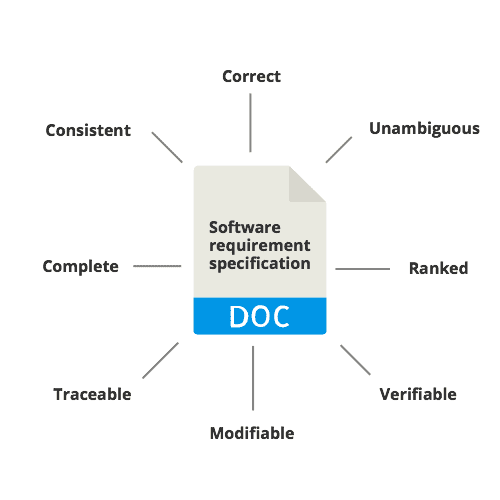 Correct
Consistent
Unambiguous
Software
requirement
specification
Complete
Ranked
DOC
Traceable
Verifiable
Modifiable